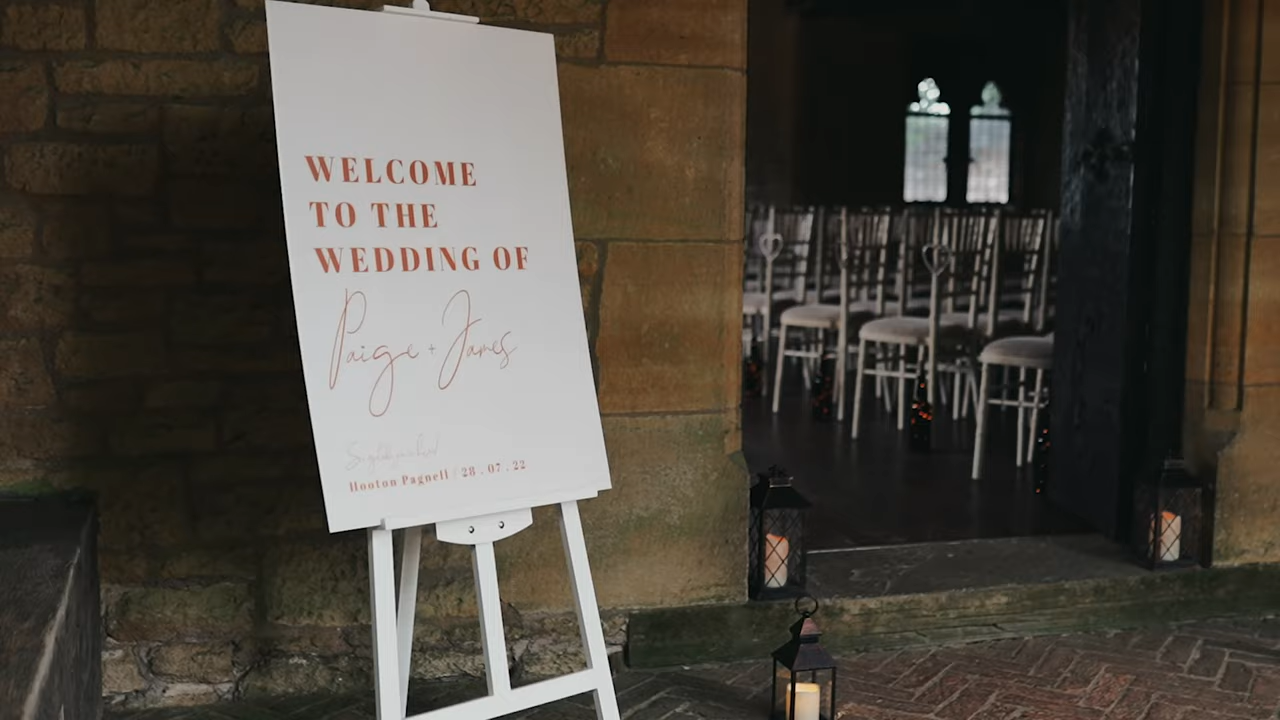 WELCOME
TO THE
WEDDING OF
Paige + James
Hooton Pagnell | 28 . 07 . 22